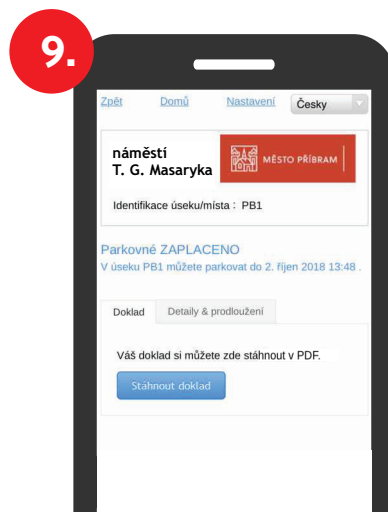 9.
Zpět Domů Nastavení Česky
náměstí
T. G. Masaryka
MĚSTO PŘÍBRAM
Identifikace úseku/místa : PB1
Parkovné ZAPLACENO
V úseku PB1 můžete parkovat do 2. říjen 2018 13:48 .
Doklad Detaily & prodloužení
Váš doklad si můžete zde stáhnout v PDF.
Stáhnout doklad